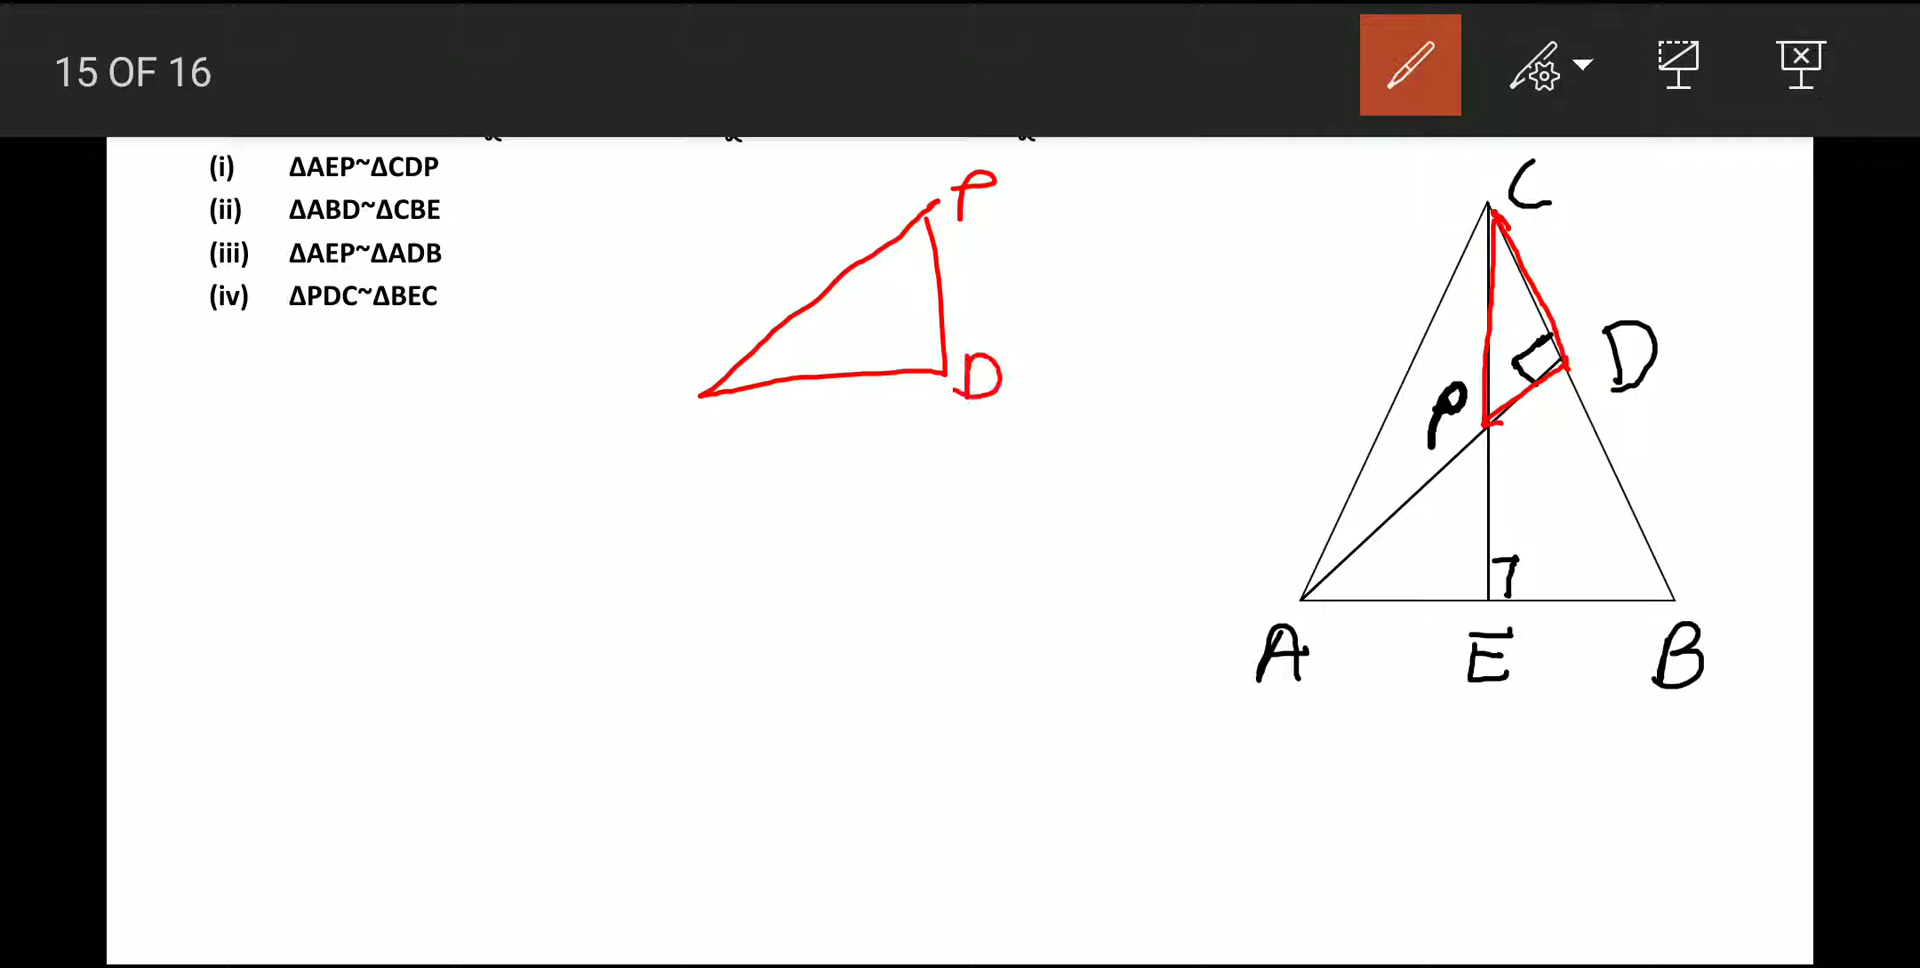 15 OF 16
(i) ΔAEP~ΔCDP
(ii) ΔABD~ΔCBE
(iii) ΔAEP~ΔADB
(iv) ΔPDC~ΔBEC
P
D
C
D
P
A
E
B